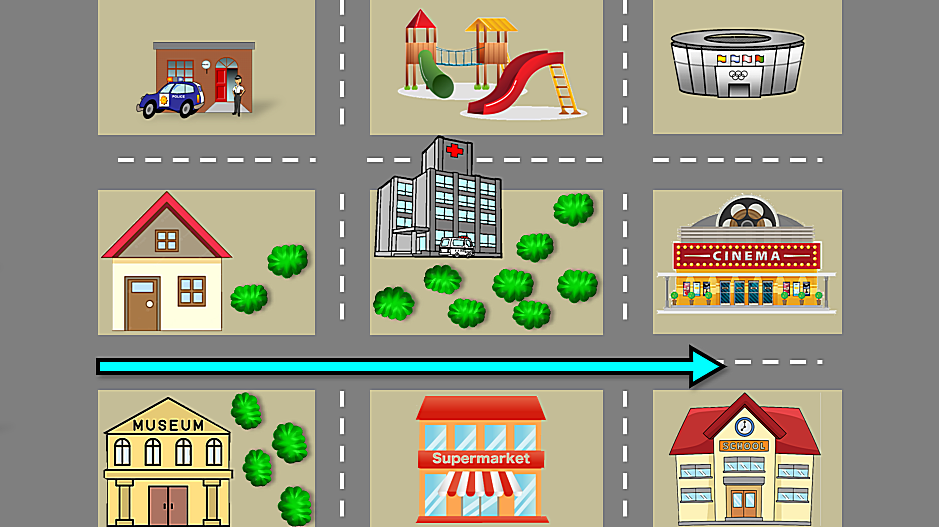 POLICE
CINEMA
MUSEUM
Supermarket
SCHOOL